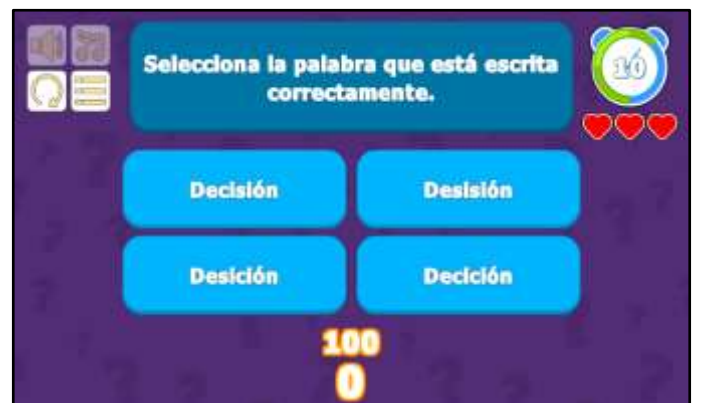 Selecciona la palabra que está escrita
correctamente.
10
Decisión
Desisión
Desición
Decición
100
0